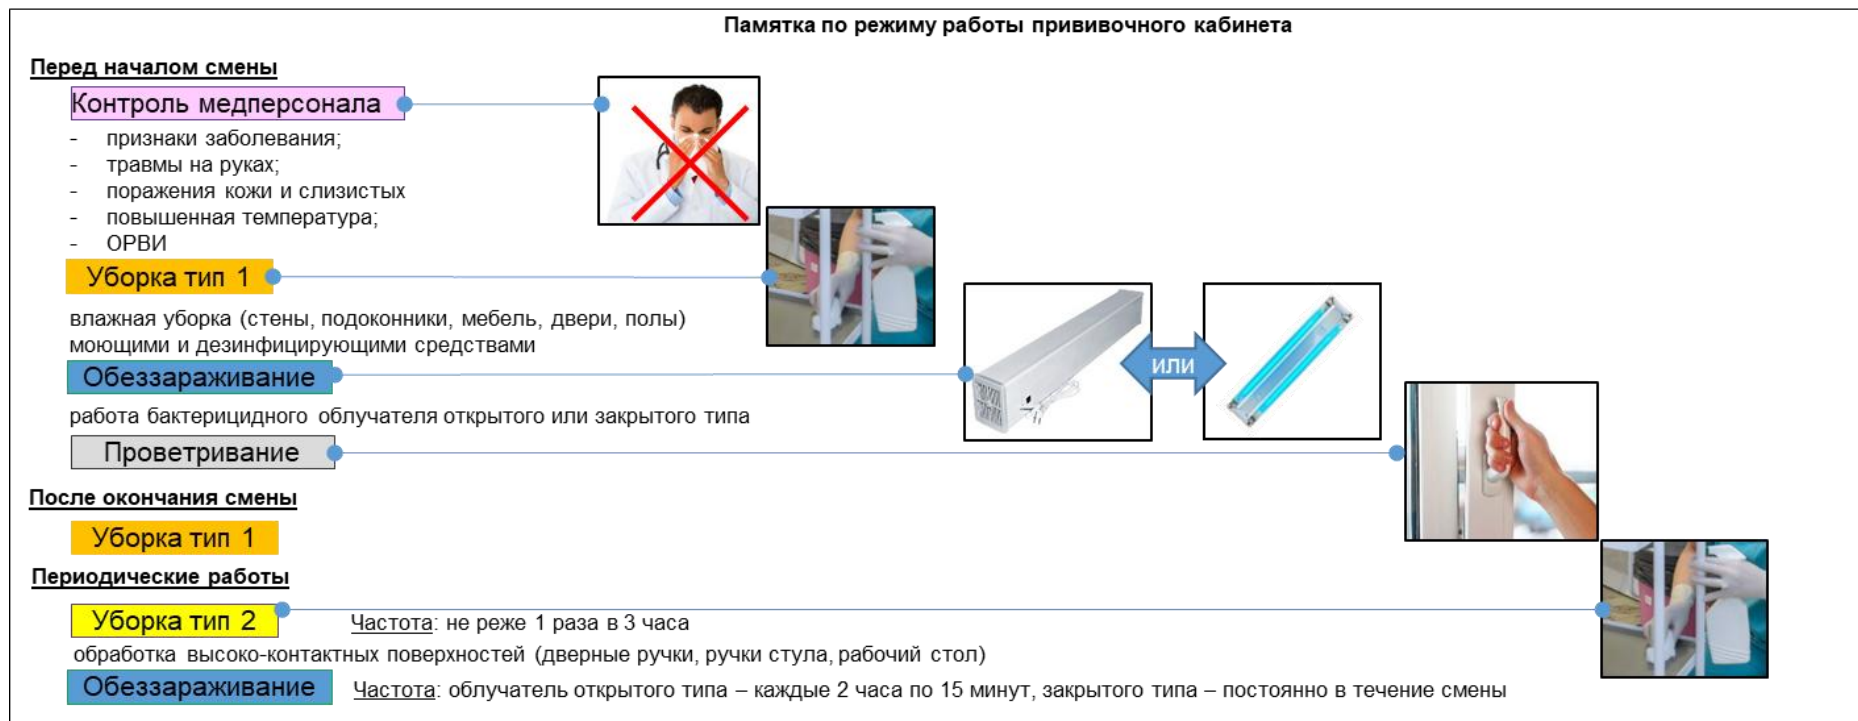 Памятка по режиму работы прививочного кабинета
Перед началом смены
Контроль медперсонала
- признаки заболевания;
- травмы на руках;
- поражения кожи и слизистых
- повышенная температура;
- ОРВИ
Уборка тип 1
влажная уборка (стены, подоконники, мебель, двери, полы)
моющими и дезинфицирующими средствами
Обеззараживание
или
работа бактерицидного облучателя открытого или закрытого типа
Проветривание
После окончания смены
Уборка тип 1
Периодические работы
Уборка тип 2 Частота: не реже 1 раза в 3 часа
обработка высоко-контактных поверхностей (дверные ручки, ручки стула, рабочий стол)
Обеззараживание Частота: облучатель открытого типа – каждые 2 часа по 15 минут, закрытого типа – постоянно в течение смены